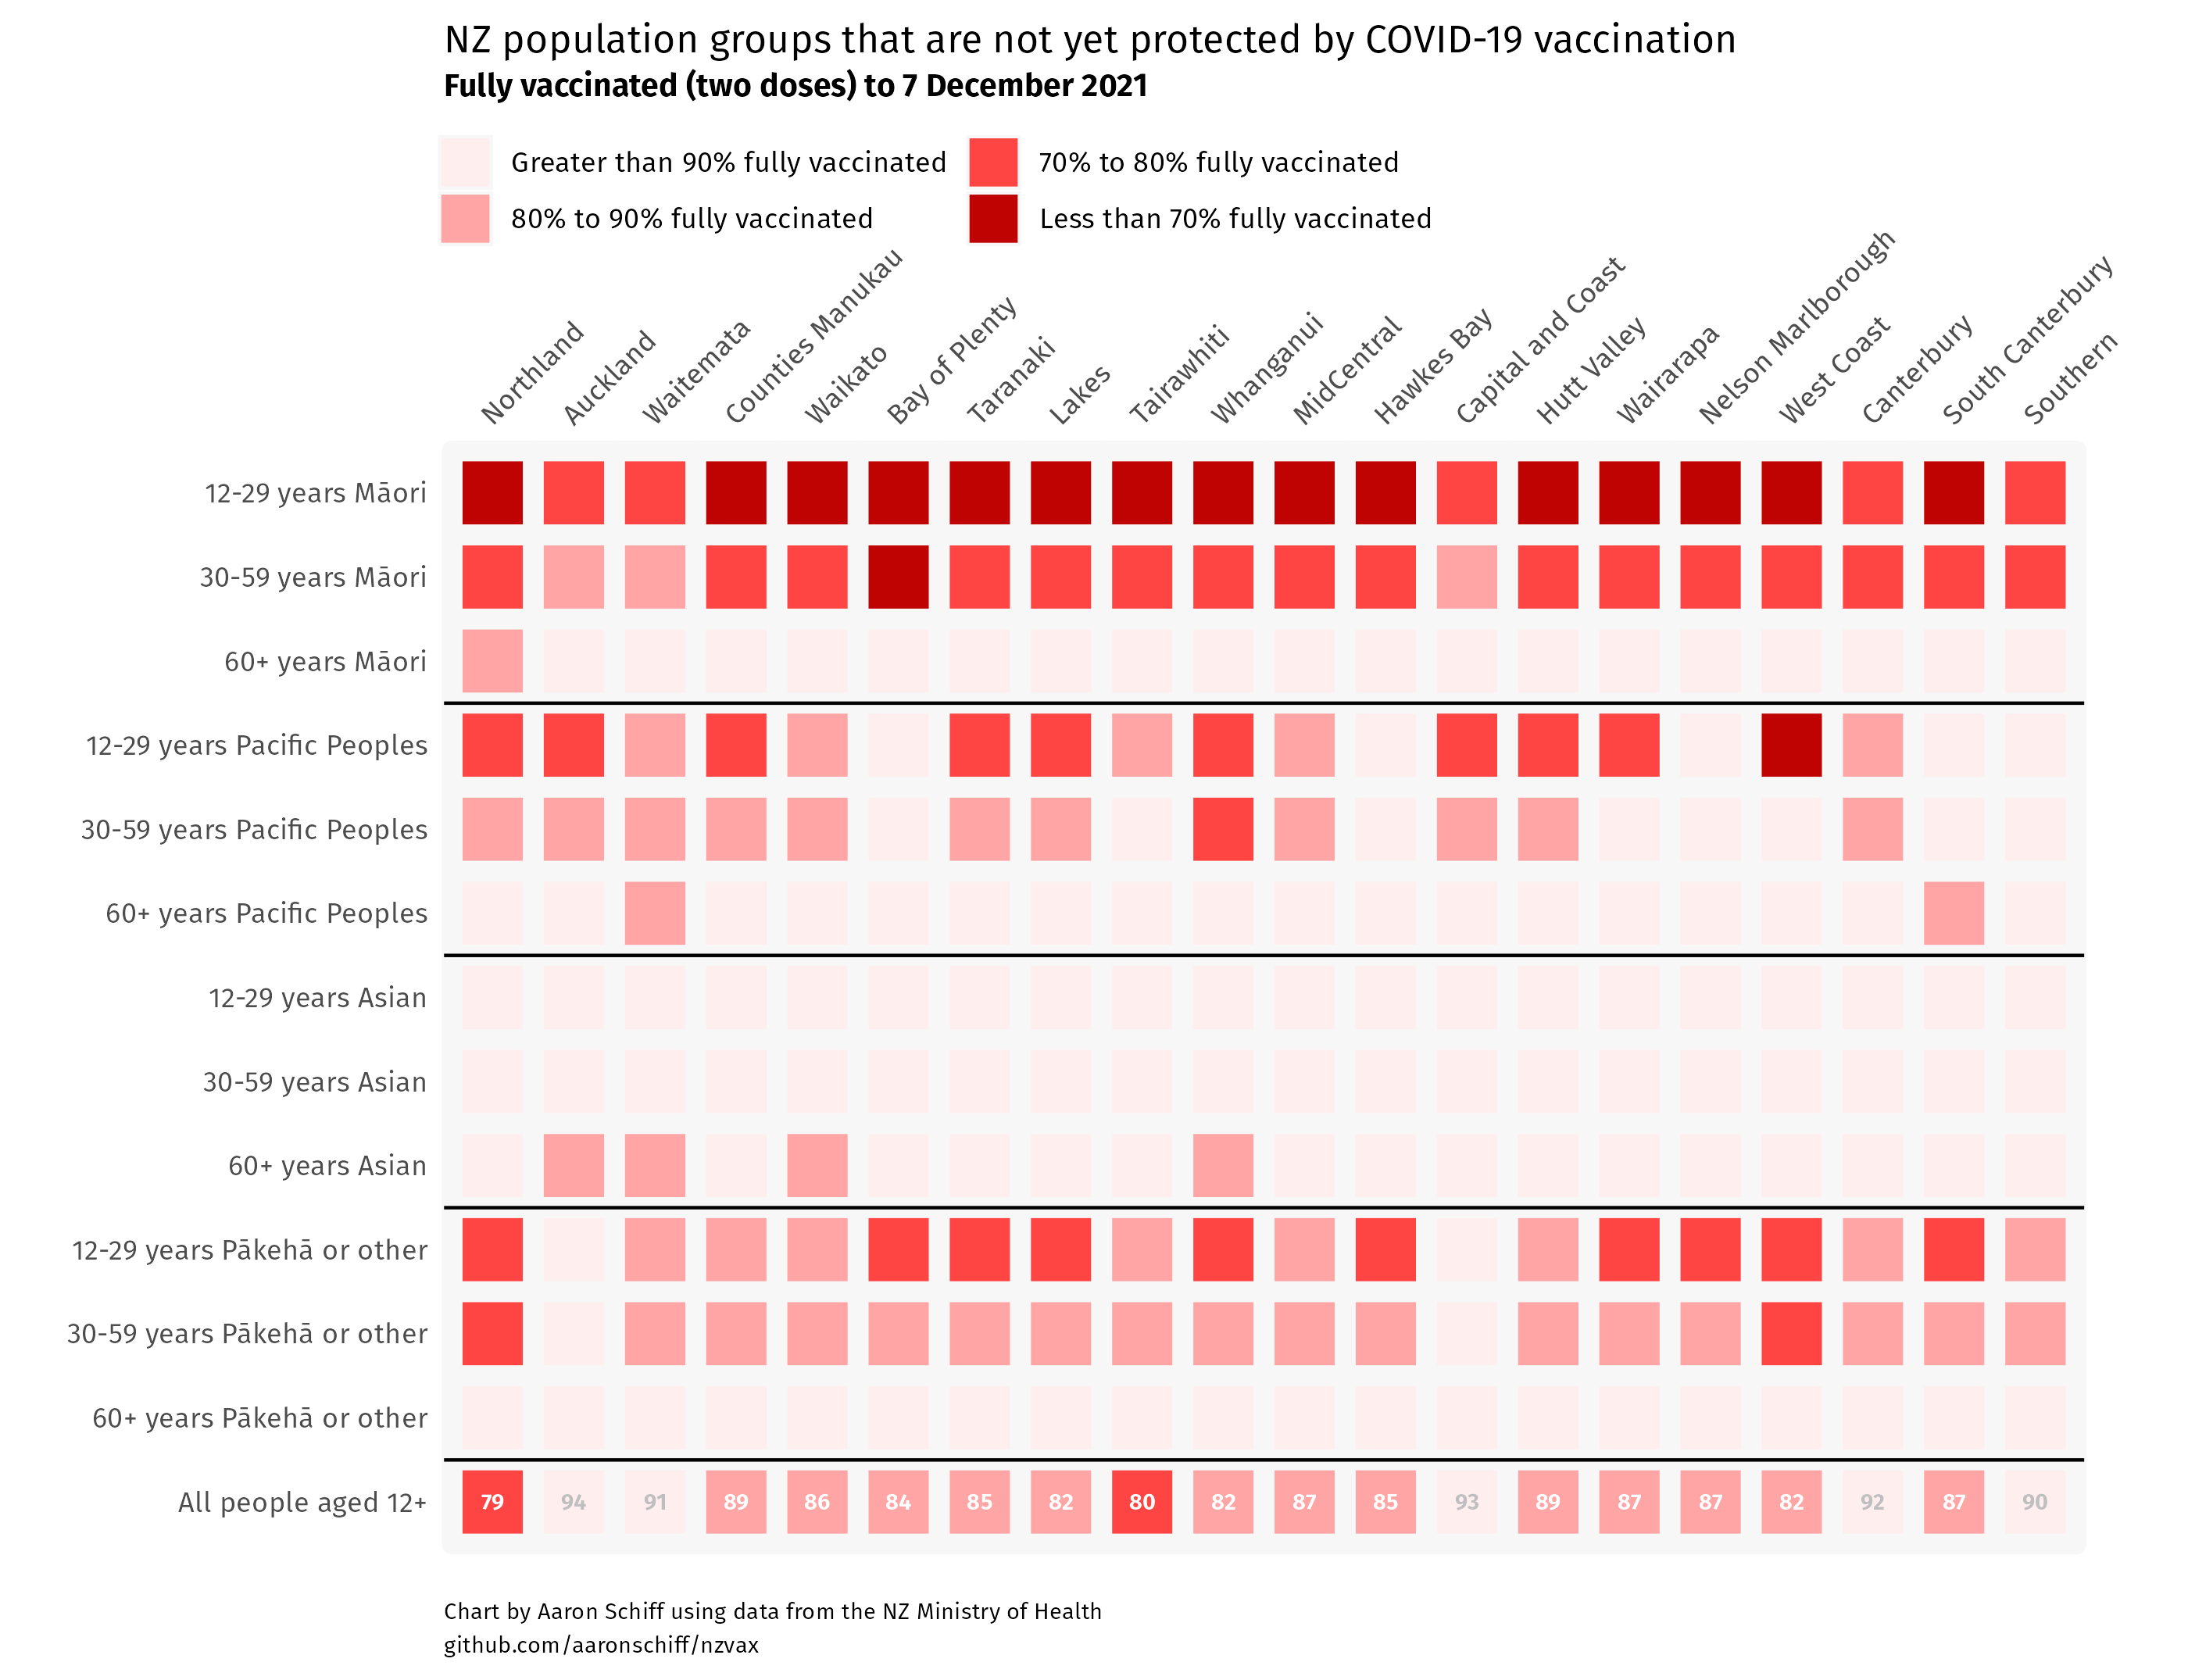 NZ population groups that are not yet protected by COVID-19 vaccination
Fully vaccinated (two doses) to 7 December 2021
Greater than 90% fully vaccinated
70% to 80% fully vaccinated
80% to 90% fully vaccinated
Less than 70% fully vaccinated
Northland
Auckland
Waitemata
Counties Manukau
Waikato
Bay of Plenty
Taranaki
Lakes
Tairawhiti
Whanganui
MidCentral
Hawkes Bay
Capital and Coast
Hutt Valley
Wairarapa
Nelson Marlborough
West Coast
Canterbury
South Canterbury
Southern
12-29 years Māori
30-59 years Māori
60+ years Māori
12-29 years Pacific Peoples
30-59 years Pacific Peoples
60+ years Pacific Peoples
12-29 years Asian
30-59 years Asian
60+ years Asian
12-29 years Pākehā or other
30-59 years Pākehā or other
60+ years Pākehā or other
All people aged 12+ 79 94 91 89 86 84 85 82 80 82 87 85 93 89 87 87 82 92 87 90
Chart by Aaron Schiff using data from the NZ Ministry of Health
github.com/aaronschiff/nzvax